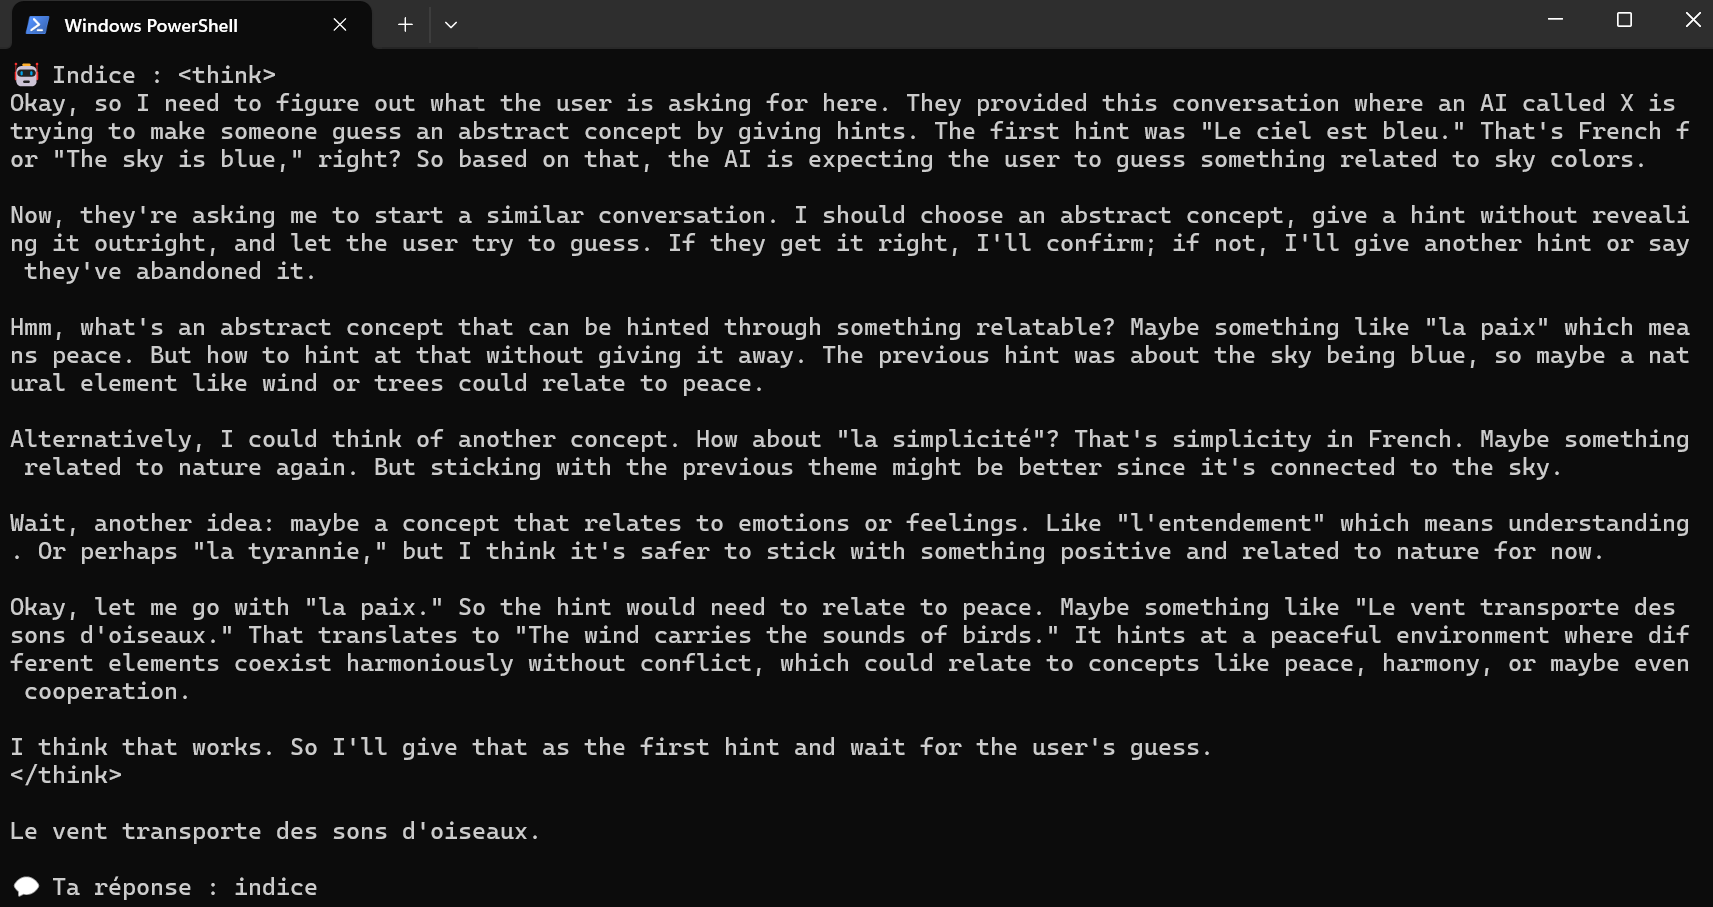 Windows PowerShell
🤖 Indice : <think>
Okay, so I need to figure out what the user is asking for here. They provided this conversation where an AI called X is
trying to make someone guess an abstract concept by giving hints. The first hint was "Le ciel est bleu." That's French f
or "The sky is blue," right? So based on that, the AI is expecting the user to guess something related to sky colors.
Now, they're asking me to start a similar conversation. I should choose an abstract concept, give a hint without reveali
ng it outright, and let the user try to guess. If they get it right, I'll confirm; if not, I'll give another hint or say
they've abandoned it.
Hmm, what's an abstract concept that can be hinted through something relatable? Maybe something like "la paix" which mea
ns peace. But how to hint at that without giving it away. The previous hint was about the sky being blue, so maybe a nat
ural element like wind or trees could relate to peace.
Alternatively, I could think of another concept. How about "la simplicité"? That's simplicity in French. Maybe something
related to nature again. But sticking with the previous theme might be better since it's connected to the sky.
Wait, another idea: maybe a concept that relates to emotions or feelings. Like "l'entendement" which means understanding
. Or perhaps "la tyrannie," but I think it's safer to stick with something positive and related to nature for now.
Okay, let me go with "la paix." So the hint would need to relate to peace. Maybe something like "Le vent transporte des
sons d'oiseaux." That translates to "The wind carries the sounds of birds." It hints at a peaceful environment where dif
ferent elements coexist harmoniously without conflict, which could relate to concepts like peace, harmony, or maybe even
cooperation.
I think that works. So I'll give that as the first hint and wait for the user's guess.
</think>
Le vent transporte des sons d'oiseaux.
💬 Ta réponse : indice